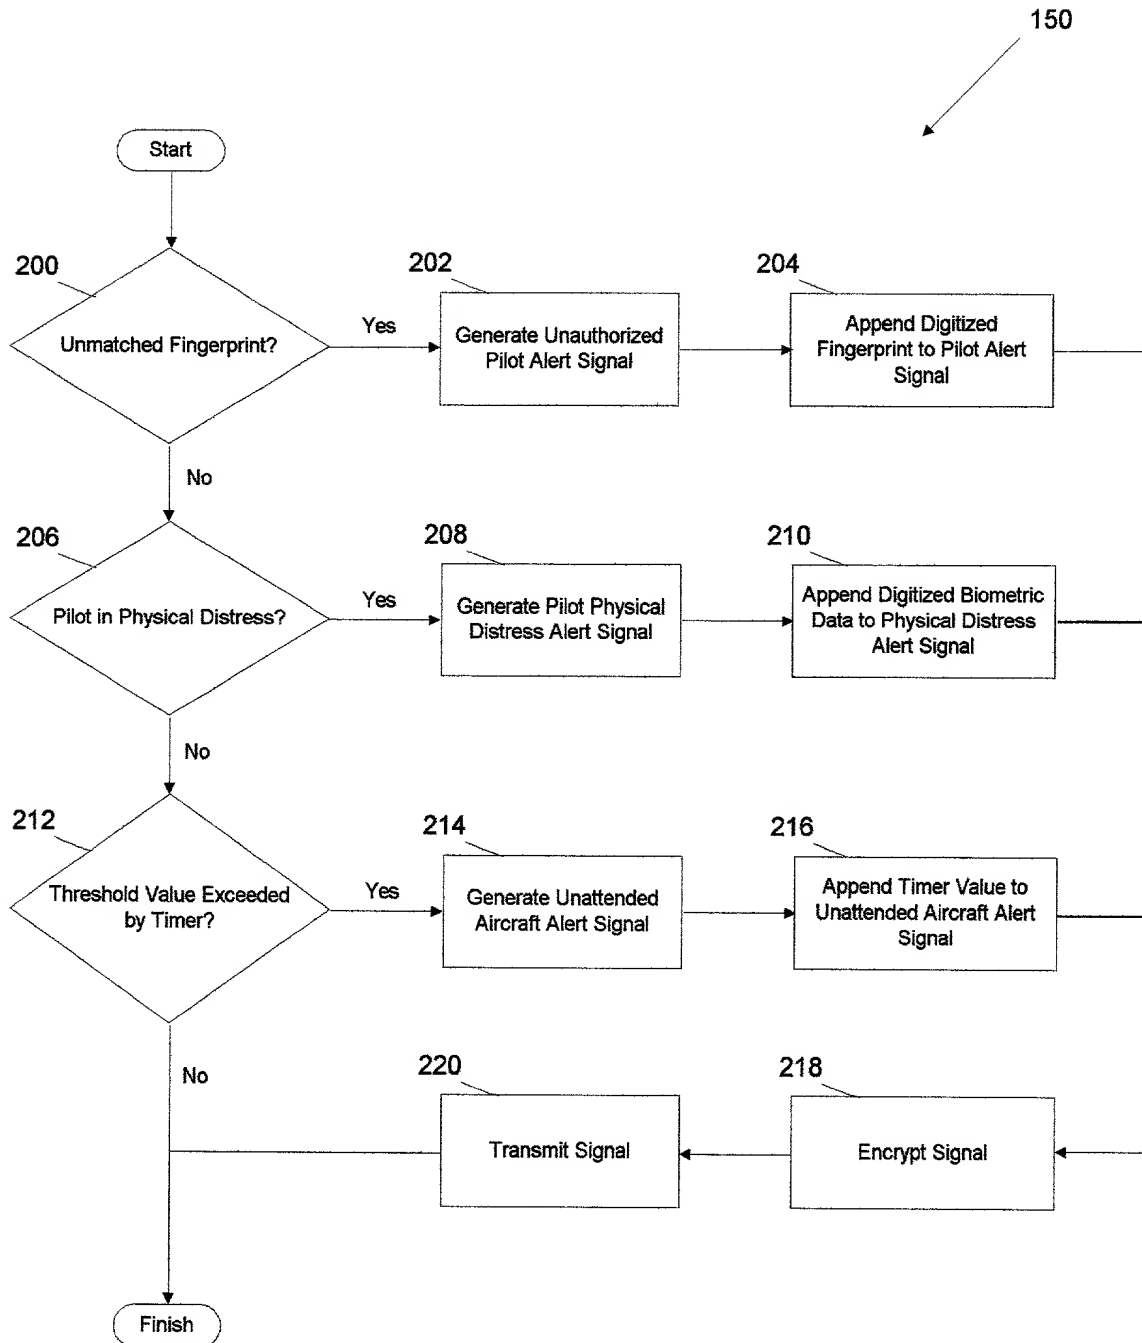 150
Start
200
Unmatched Fingerprint?
Yes
202
Generate Unauthorized
Pilot Alert Signal
204
Append Digitized
Fingerprint to Pilot Alert
Signal
No
206
Pilot in Physical Distress?
Yes
208
Generate Pilot Physical
Distress Alert Signal
210
Append Digitized Biometric
Data to Physical Distress
Alert Signal
No
212
Threshold Value Exceeded
by Timer?
Yes
214
Generate Unattended
Aircraft Alert Signal
216
Append Timer Value to
Unattended Aircraft Alert
Signal
No
220
Transmit Signal
218
Encrypt Signal
Finish